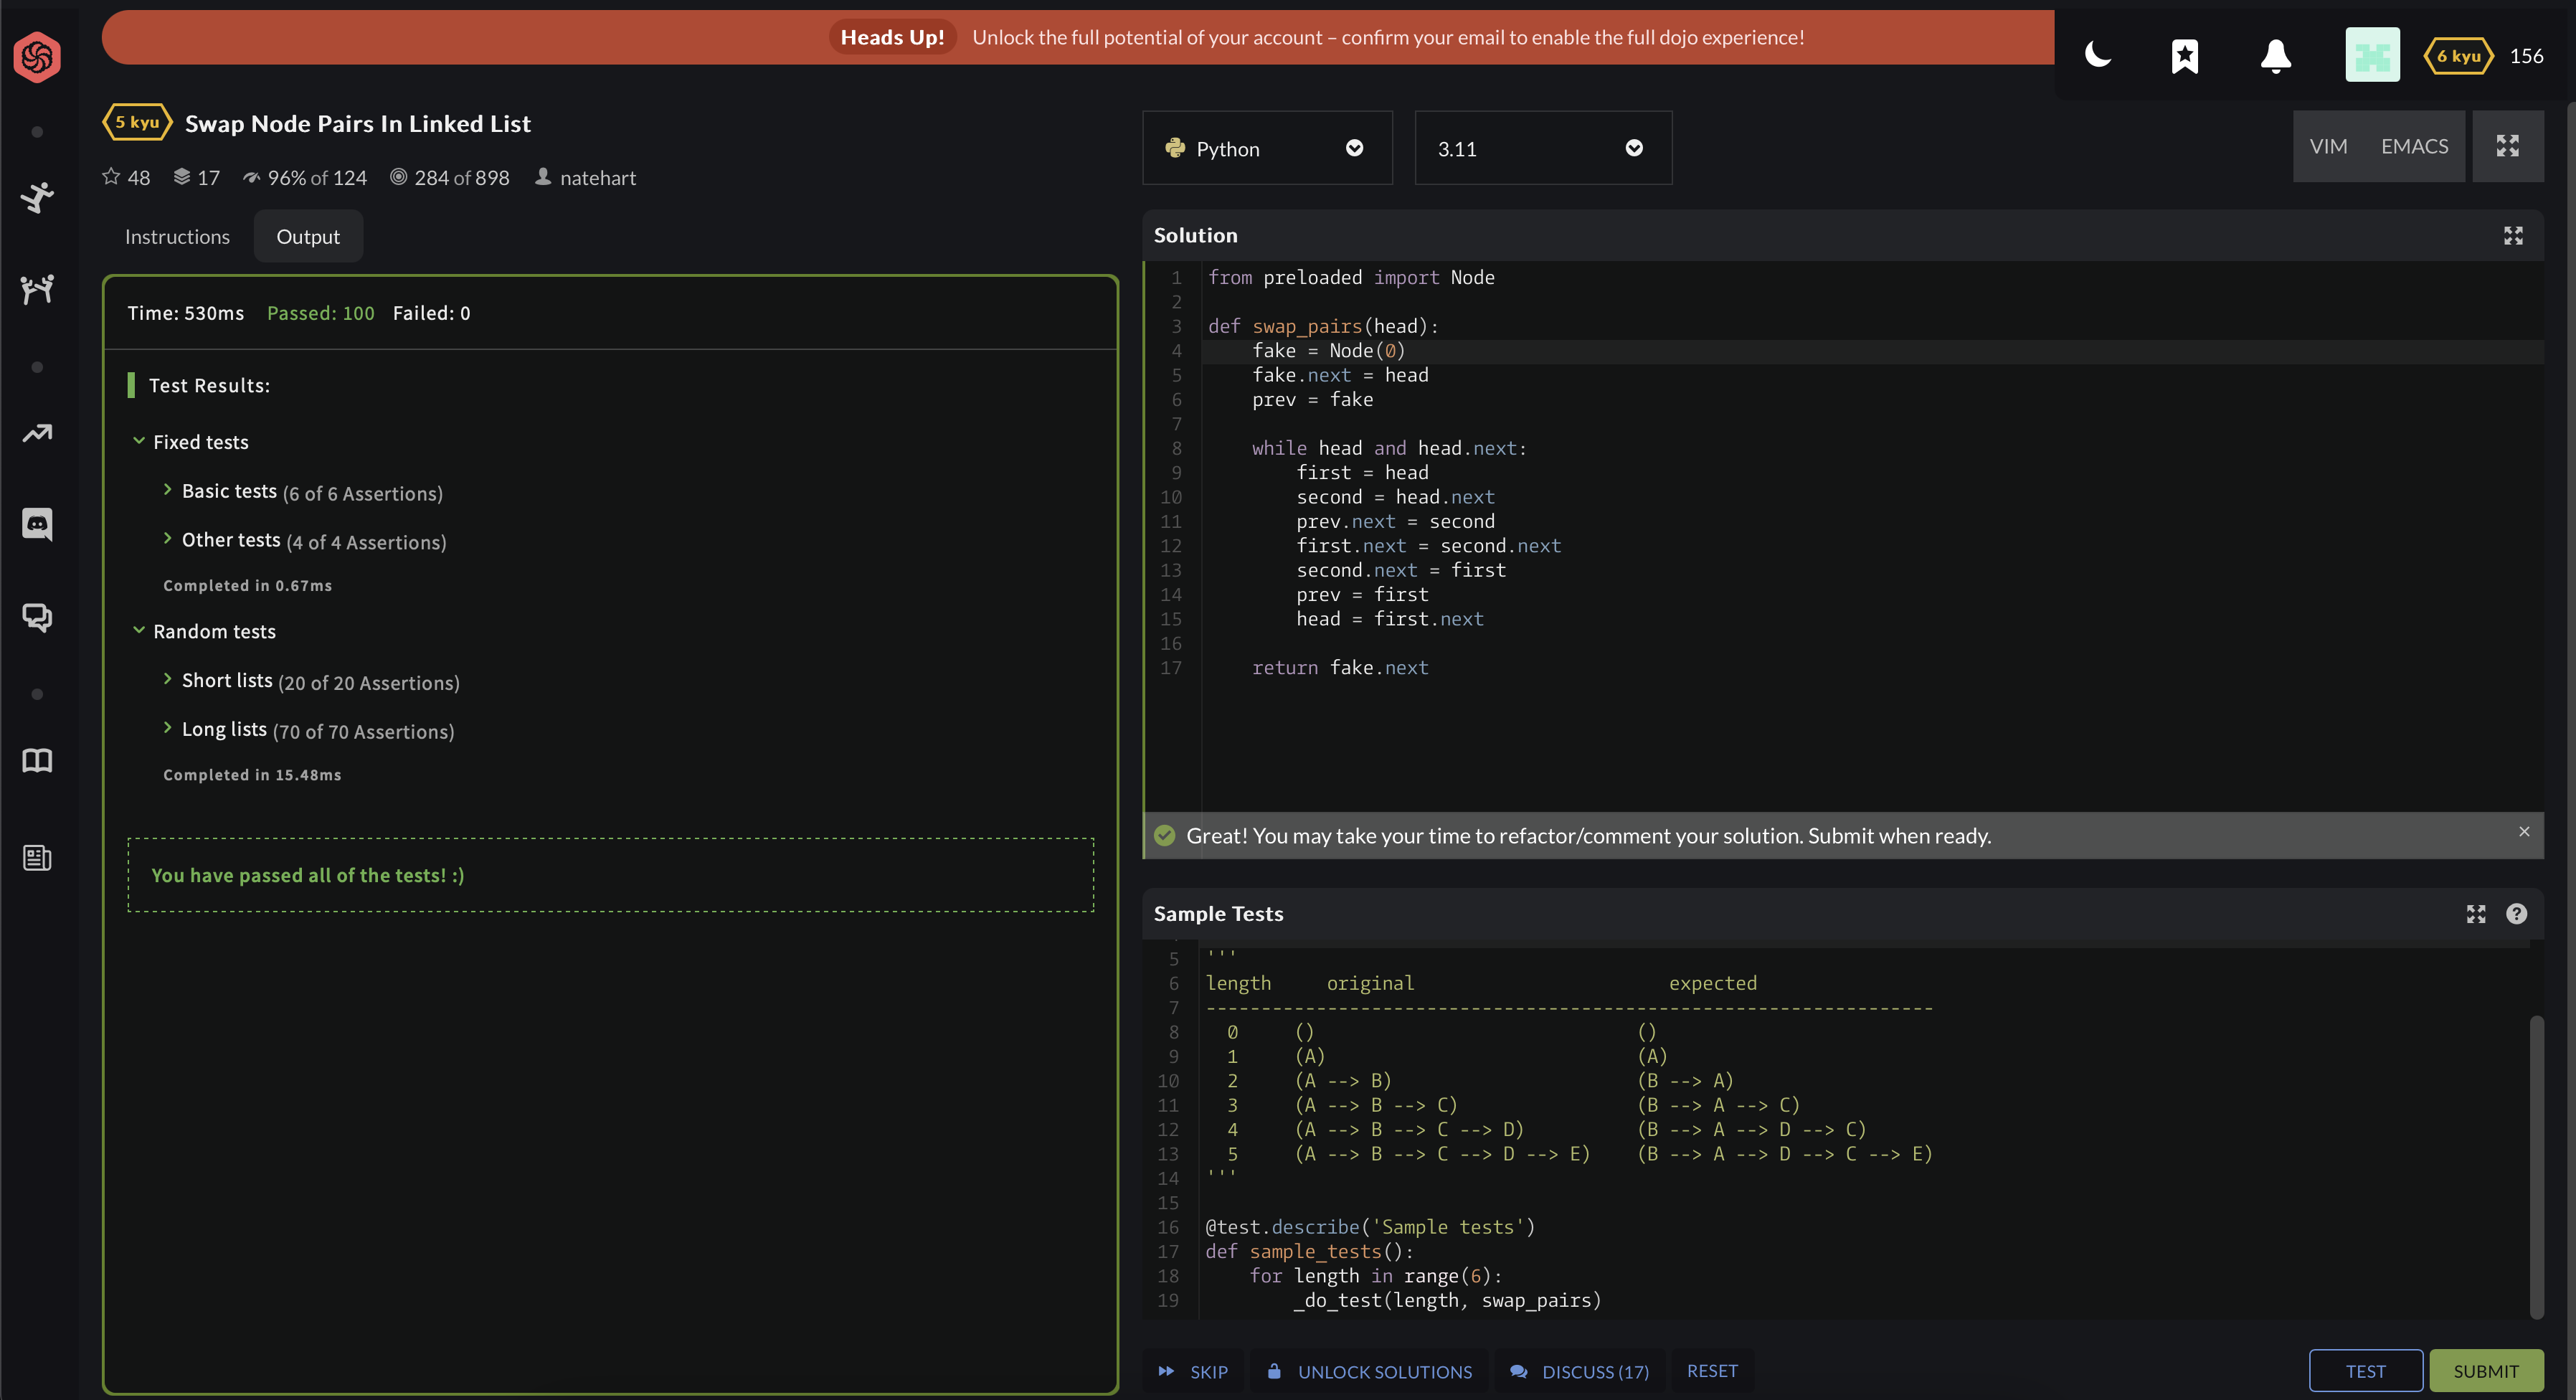 Heads Up! Unlock the full potential of your account – confirm your email to enable the full dojo experience!
6 kyu 156
5 kyu Swap Node Pairs In Linked List
48 17 96% of 124 284 of 898 natehart
Instructions Output
Time: 530ms Passed: 100 Failed: 0
Test Results:
Fixed tests
Basic tests (6 of 6 Assertions)
Other tests (4 of 4 Assertions)
Completed in 0.67ms
Random tests
Short lists (20 of 20 Assertions)
Long lists (70 of 70 Assertions)
Completed in 15.48ms
You have passed all of the tests! :)
Python 3.11 VIM EMACS
Solution
1 from preloaded import Node
2
3 def swap_pairs(head):
4     fake = Node(0)
5     fake.next = head
6     prev = fake
7
8     while head and head.next:
9         first = head
10         second = head.next
11         prev.next = second
12         first.next = second.next
13         second.next = first
14         prev = first
15         head = first.next
16
17     return fake.next
Great! You may take your time to refactor/comment your solution. Submit when ready.
Sample Tests
5 '''
6 length     original                       expected
7 ------------------------------------------------------------------
8   0     ()                              ()
9   1     (A)                             (A)
10   2     (A --> B)                       (B --> A)
11   3     (A --> B --> C)                 (B --> A --> C)
12   4     (A --> B --> C --> D)           (B --> A --> D --> C)
13   5     (A --> B --> C --> D --> E)     (B --> A --> D --> C --> E)
14 '''
15
16 @test.describe('Sample tests')
17 def sample_tests():
18     for length in range(6):
19         _do_test(length, swap_pairs)
SKIP UNLOCK SOLUTIONS DISCUSS (17) RESET TEST SUBMIT